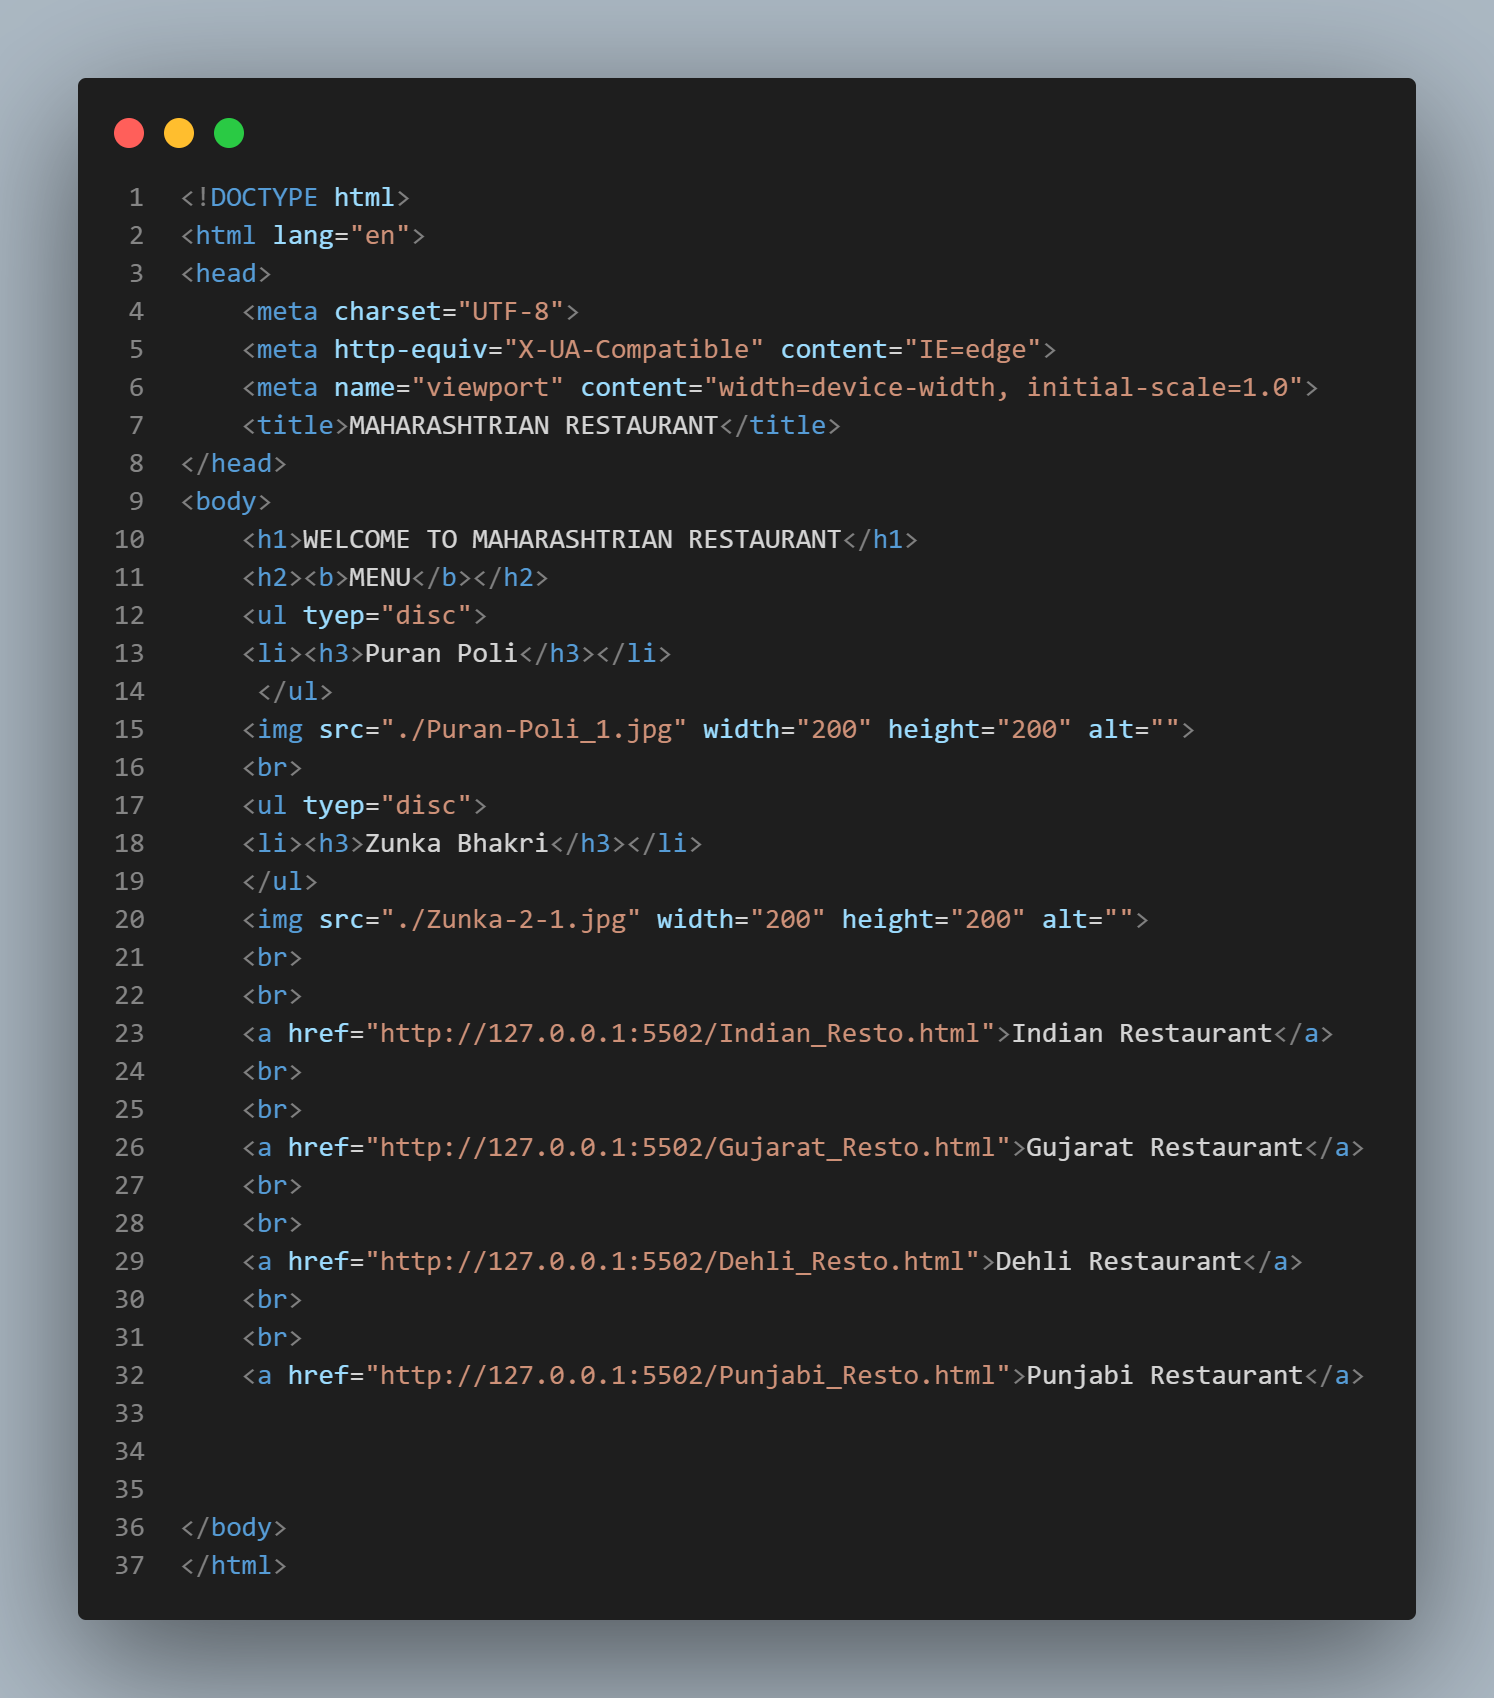 1 <!DOCTYPE html>
2 <html lang="en">
3 <head>
4     <meta charset="UTF-8">
5     <meta http-equiv="X-UA-Compatible" content="IE=edge">
6     <meta name="viewport" content="width=device-width, initial-scale=1.0">
7     <title>MAHARASHTRIAN RESTAURANT</title>
8 </head>
9 <body>
10     <h1>WELCOME TO MAHARASHTRIAN RESTAURANT</h1>
11     <h2><b>MENU</b></h2>
12     <ul tyep="disc">
13     <li><h3>Puran Poli</h3></li>
14      </ul>
15     <img src="./Puran-Poli_1.jpg" width="200" height="200" alt="">
16     <br>
17     <ul tyep="disc">
18     <li><h3>Zunka Bhakri</h3></li>
19     </ul>
20     <img src="./Zunka-2-1.jpg" width="200" height="200" alt="">
21     <br>
22     <br>
23     <a href="http://127.0.0.1:5502/Indian_Resto.html">Indian Restaurant</a>
24     <br>
25     <br>
26     <a href="http://127.0.0.1:5502/Gujarat_Resto.html">Gujarat Restaurant</a>
27     <br>
28     <br>
29     <a href="http://127.0.0.1:5502/Dehli_Resto.html">Dehli Restaurant</a>
30     <br>
31     <br>
32     <a href="http://127.0.0.1:5502/Punjabi_Resto.html">Punjabi Restaurant</a>
33
34
35
36 </body>
37 </html>